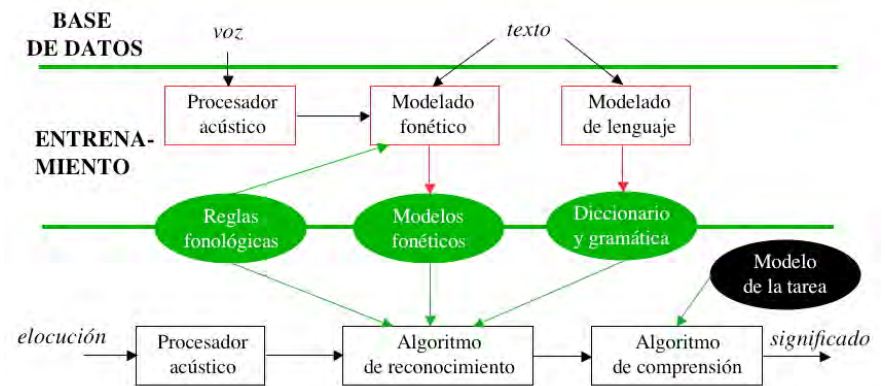 BASE
DE DATOS
voz
texto
Procesador
acústico
Modelado
fonético
Modelado
de lenguaje
ENTRENA-
MIENTO
Reglas
fonológicas
Modelos
fonéticos
Diccionario
y gramática
Modelo
de la tarea
elocución
Procesador
acústico
Algoritmo
de reconocimiento
Algoritmo
de comprensión
significado